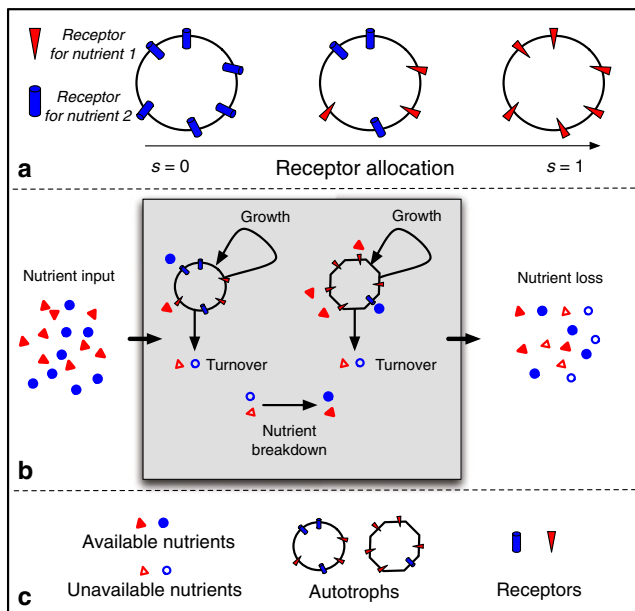 Receptor
for nutrient 1
Receptor
for nutrient 2
s = 0
Receptor allocation
s = 1
a
Growth
Growth
Nutrient input
Nutrient loss
Turnover
Turnover
Nutrient
breakdown
b
Available nutrients
Unavailable nutrients
Autotrophs
Receptors
c